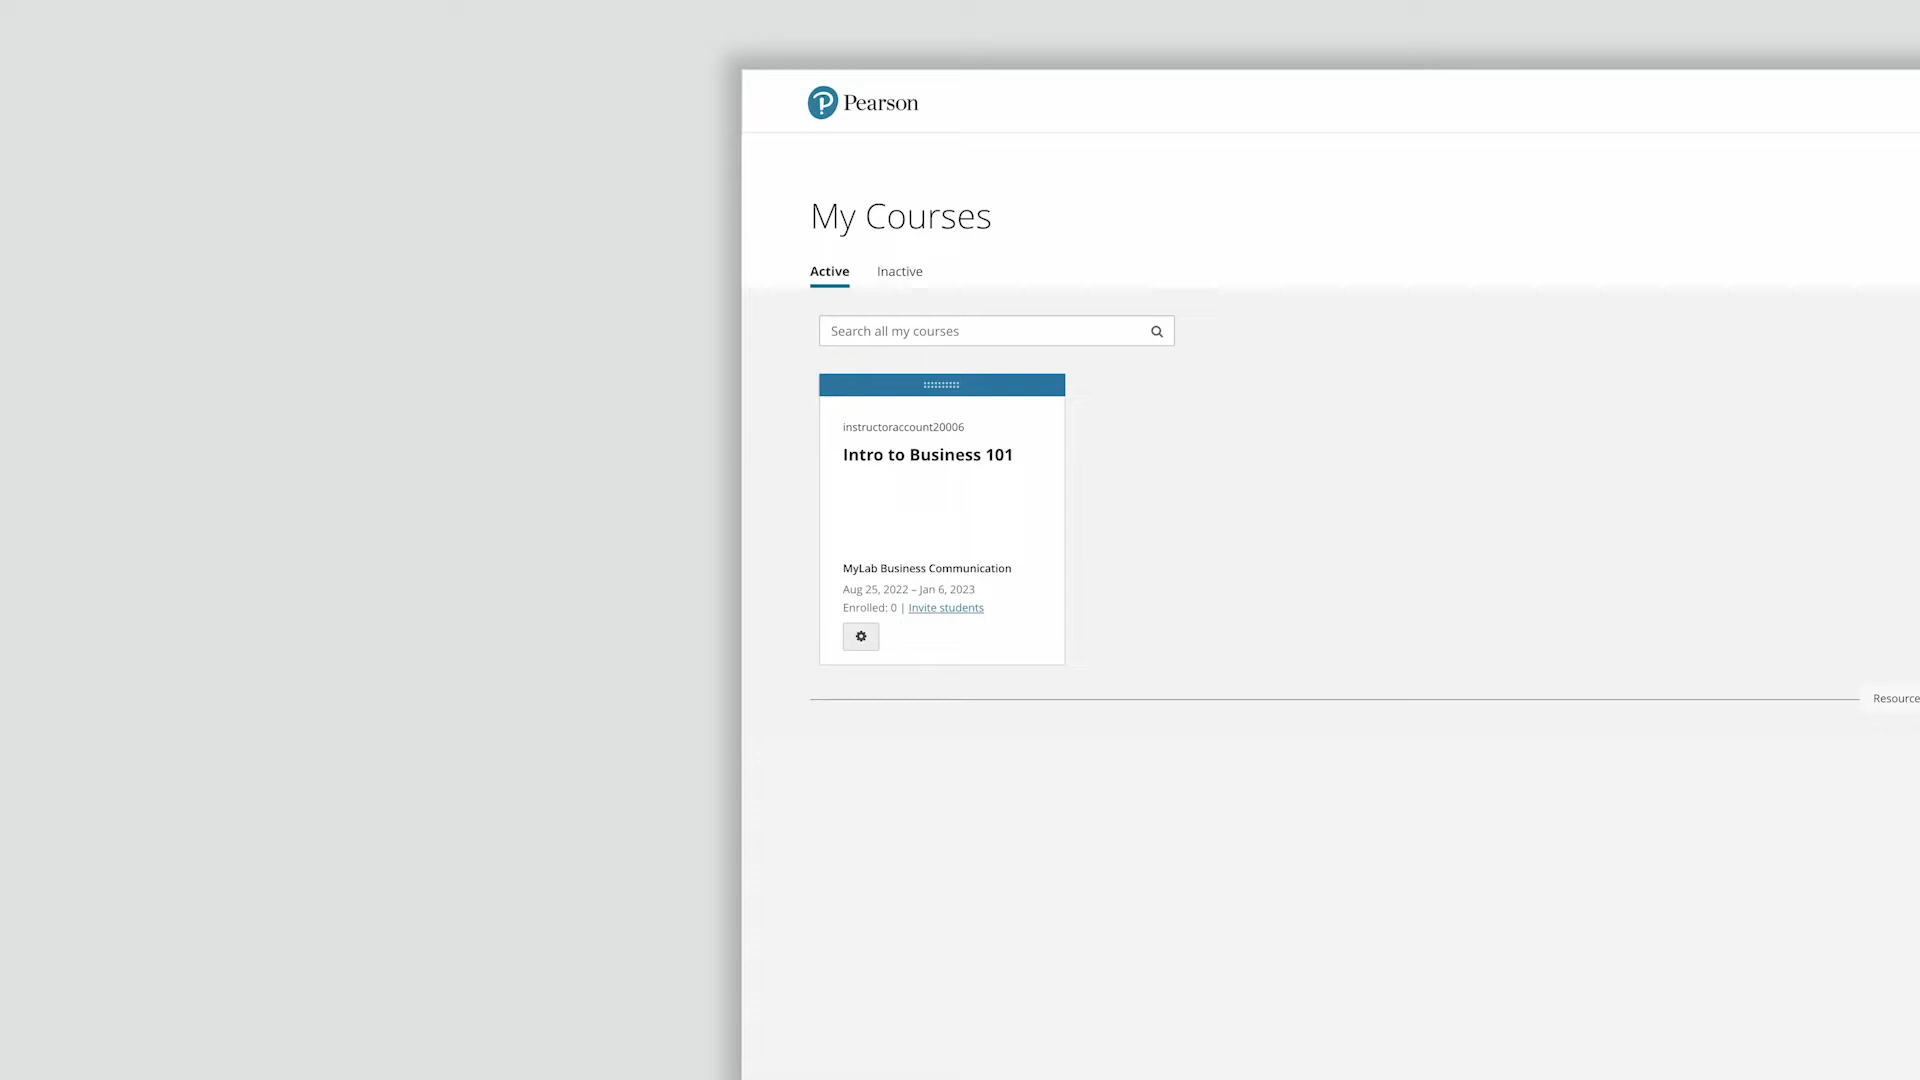 Pearson
My Courses
Active Inactive
Search all my courses
instructoraccount20006
Intro to Business 101
MyLab Business Communication
Aug 25, 2022 – Jan 6, 2023
Enrolled: 0 | Invite students
Resource